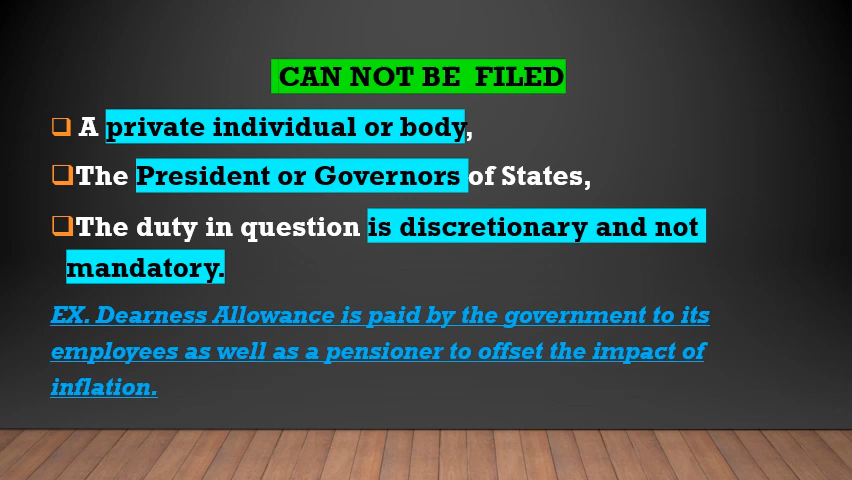 CAN NOT BE FILED
❑ A private individual or body,
❑The President or Governors of States,
❑The duty in question is discretionary and not
mandatory.
EX. Dearness Allowance is paid by the government to its
employees as well as a pensioner to offset the impact of
inflation.